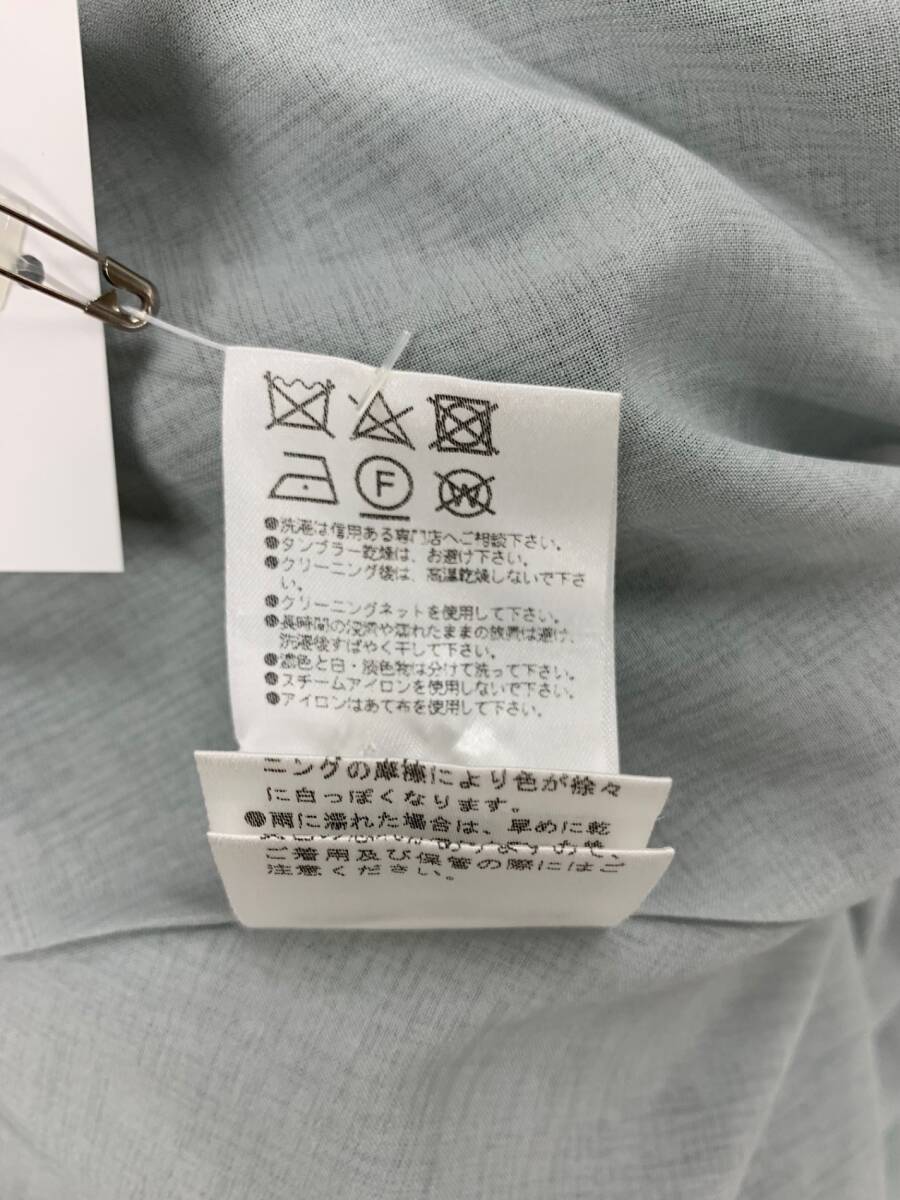 F
W
●洗濯は信用ある専門店へご相談下さい。
●タンブラー乾燥は、お避け下さい。
●クリーニング後は、高温乾燥しないで下さ
い。
●クリーニングネットを使用して下さい。
●長時間の浸漬や濡れたままの放置は避け、
洗濯後すばやく干して下さい。
●濃色と白・淡色物は分けて洗って下さい。
●スチームアイロンを使用しないで下さい。
●アイロンはあて布を使用して下さい。
ニングの摩擦により色が徐々
に白っぽくなります。
●雨に濡れた場合は、早めに乾
ご着用及び保管の際にはご
注意ください。